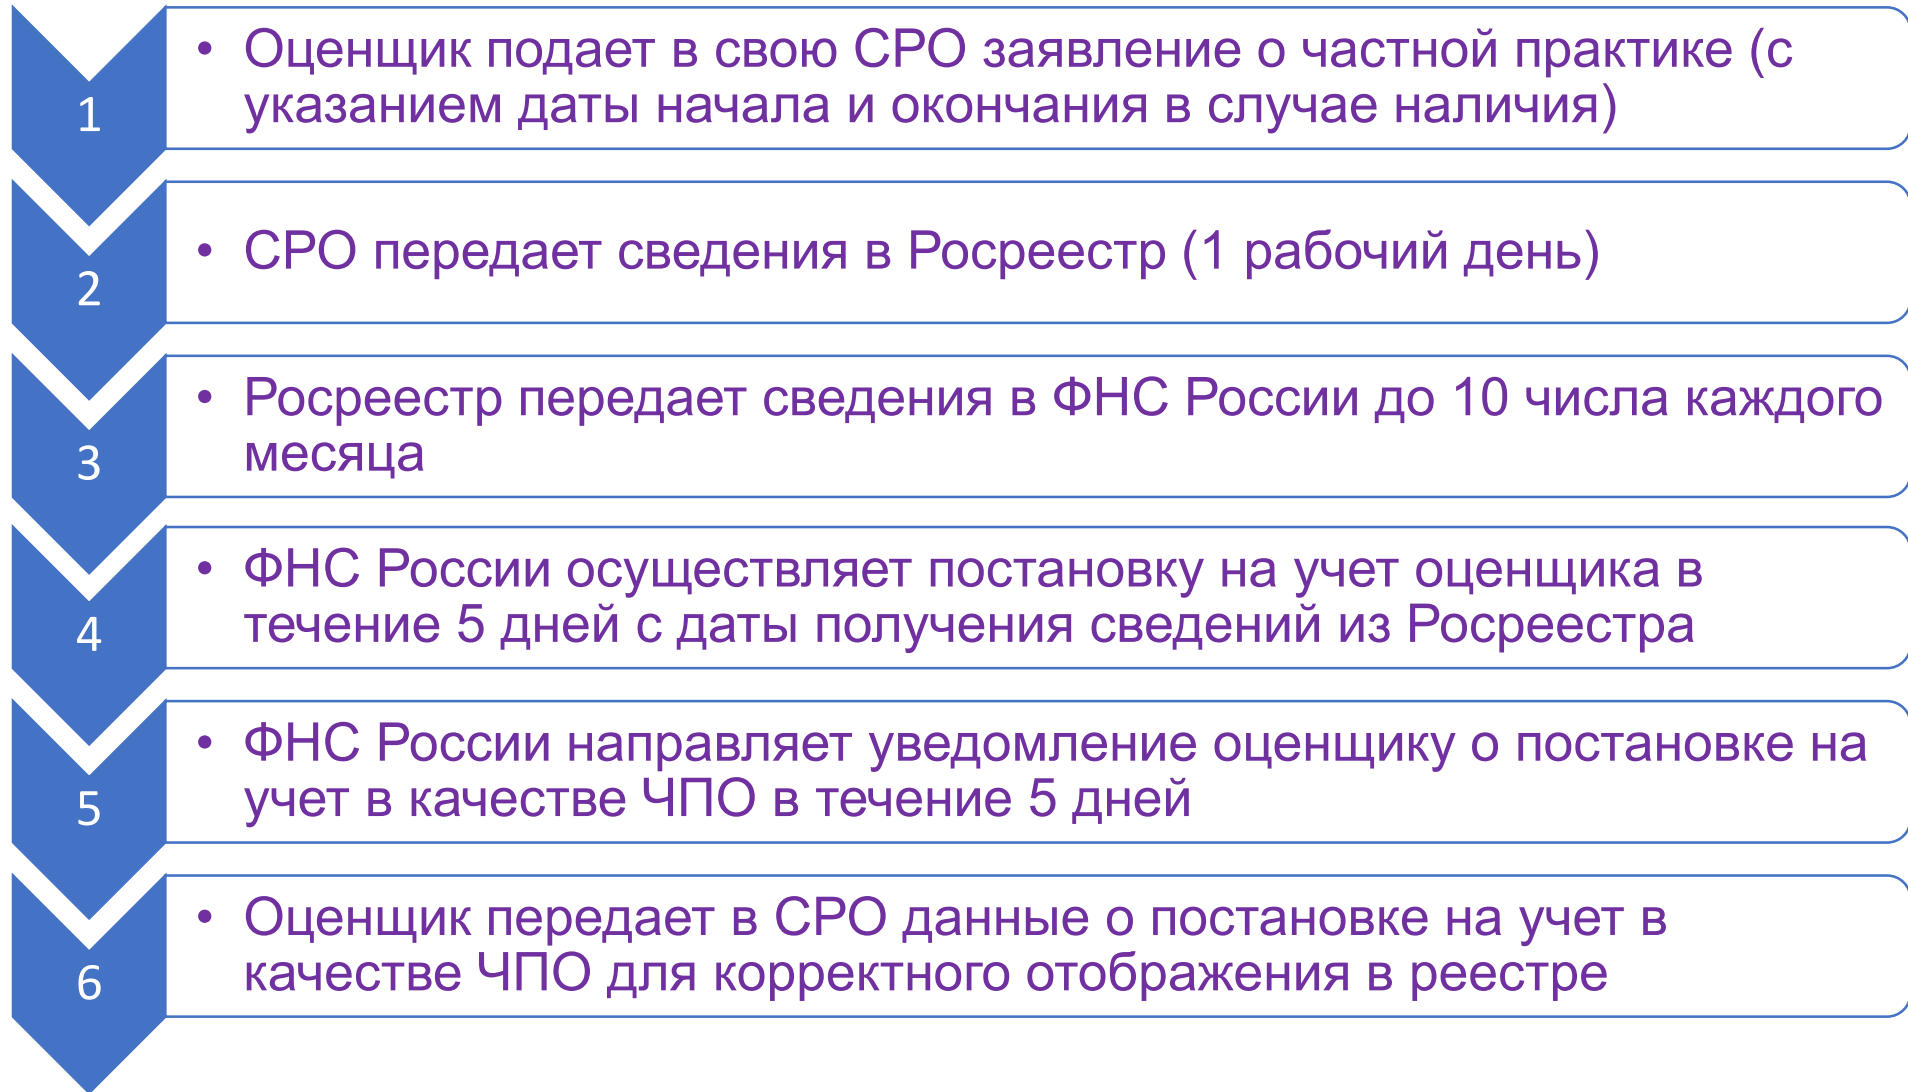 1
• Оценщик подает в свою СРО заявление о частной практике (с
указанием даты начала и окончания в случае наличия)
2
• СРО передает сведения в Росреестр (1 рабочий день)
3
• Росреестр передает сведения в ФНС России до 10 числа каждого
месяца
4
• ФНС России осуществляет постановку на учет оценщика в
течение 5 дней с даты получения сведений из Росреестра
5
• ФНС России направляет уведомление оценщику о постановке на
учет в качестве ЧПО в течение 5 дней
6
• Оценщик передает в СРО данные о постановке на учет в
качестве ЧПО для корректного отображения в реестре